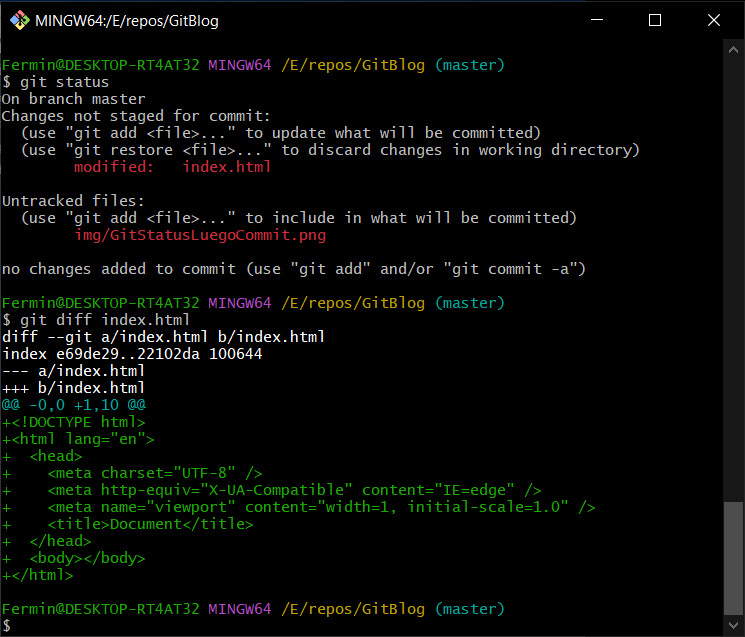 MINGW64:/E/repos/GitBlog
Fermin@DESKTOP-RT4AT32 MINGW64 /E/repos/GitBlog (master)
$ git status
On branch master
Changes not staged for commit:
  (use "git add <file>..." to update what will be committed)
  (use "git restore <file>..." to discard changes in working directory)
        modified:   index.html

Untracked files:
  (use "git add <file>..." to include in what will be committed)
        img/GitStatusLuegoCommit.png

no changes added to commit (use "git add" and/or "git commit -a")

Fermin@DESKTOP-RT4AT32 MINGW64 /E/repos/GitBlog (master)
$ git diff index.html
diff --git a/index.html b/index.html
index e69de29..22102da 100644
--- a/index.html
+++ b/index.html
@@ -0,0 +1,10 @@
+<!DOCTYPE html>
+<html lang="en">
+  <head>
+    <meta charset="UTF-8" />
+    <meta http-equiv="X-UA-Compatible" content="IE=edge" />
+    <meta name="viewport" content="width=1, initial-scale=1.0" />
+    <title>Document</title>
+  </head>
+  <body></body>
+</html>

Fermin@DESKTOP-RT4AT32 MINGW64 /E/repos/GitBlog (master)
$